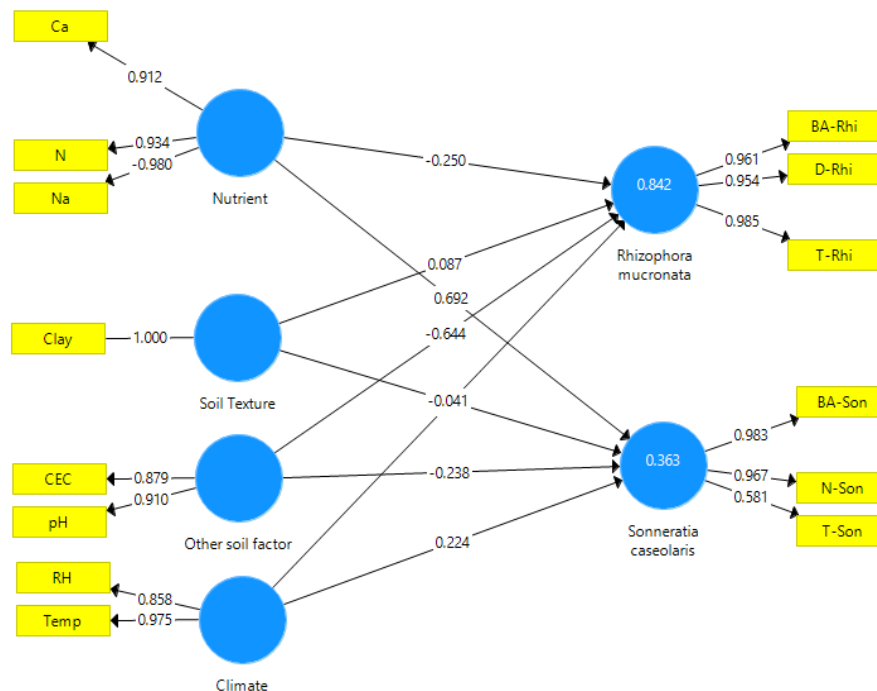 Ca
0.912
N
0.934
Na
-0.980
Nutrient
Clay
1.000
Soil Texture
CEC
0.879
pH
0.910
Other soil factor
RH
0.858
Temp
0.975
Climate
-0.250
0.087
0.692
-0.644
-0.041
-0.238
0.224
0.842
Rhizophora
mucronata
BA-Rhi
0.961
D-Rhi
0.954
T-Rhi
0.985
0.363
Sonneratia
caseolaris
BA-Son
0.983
N-Son
0.967
T-Son
0.581